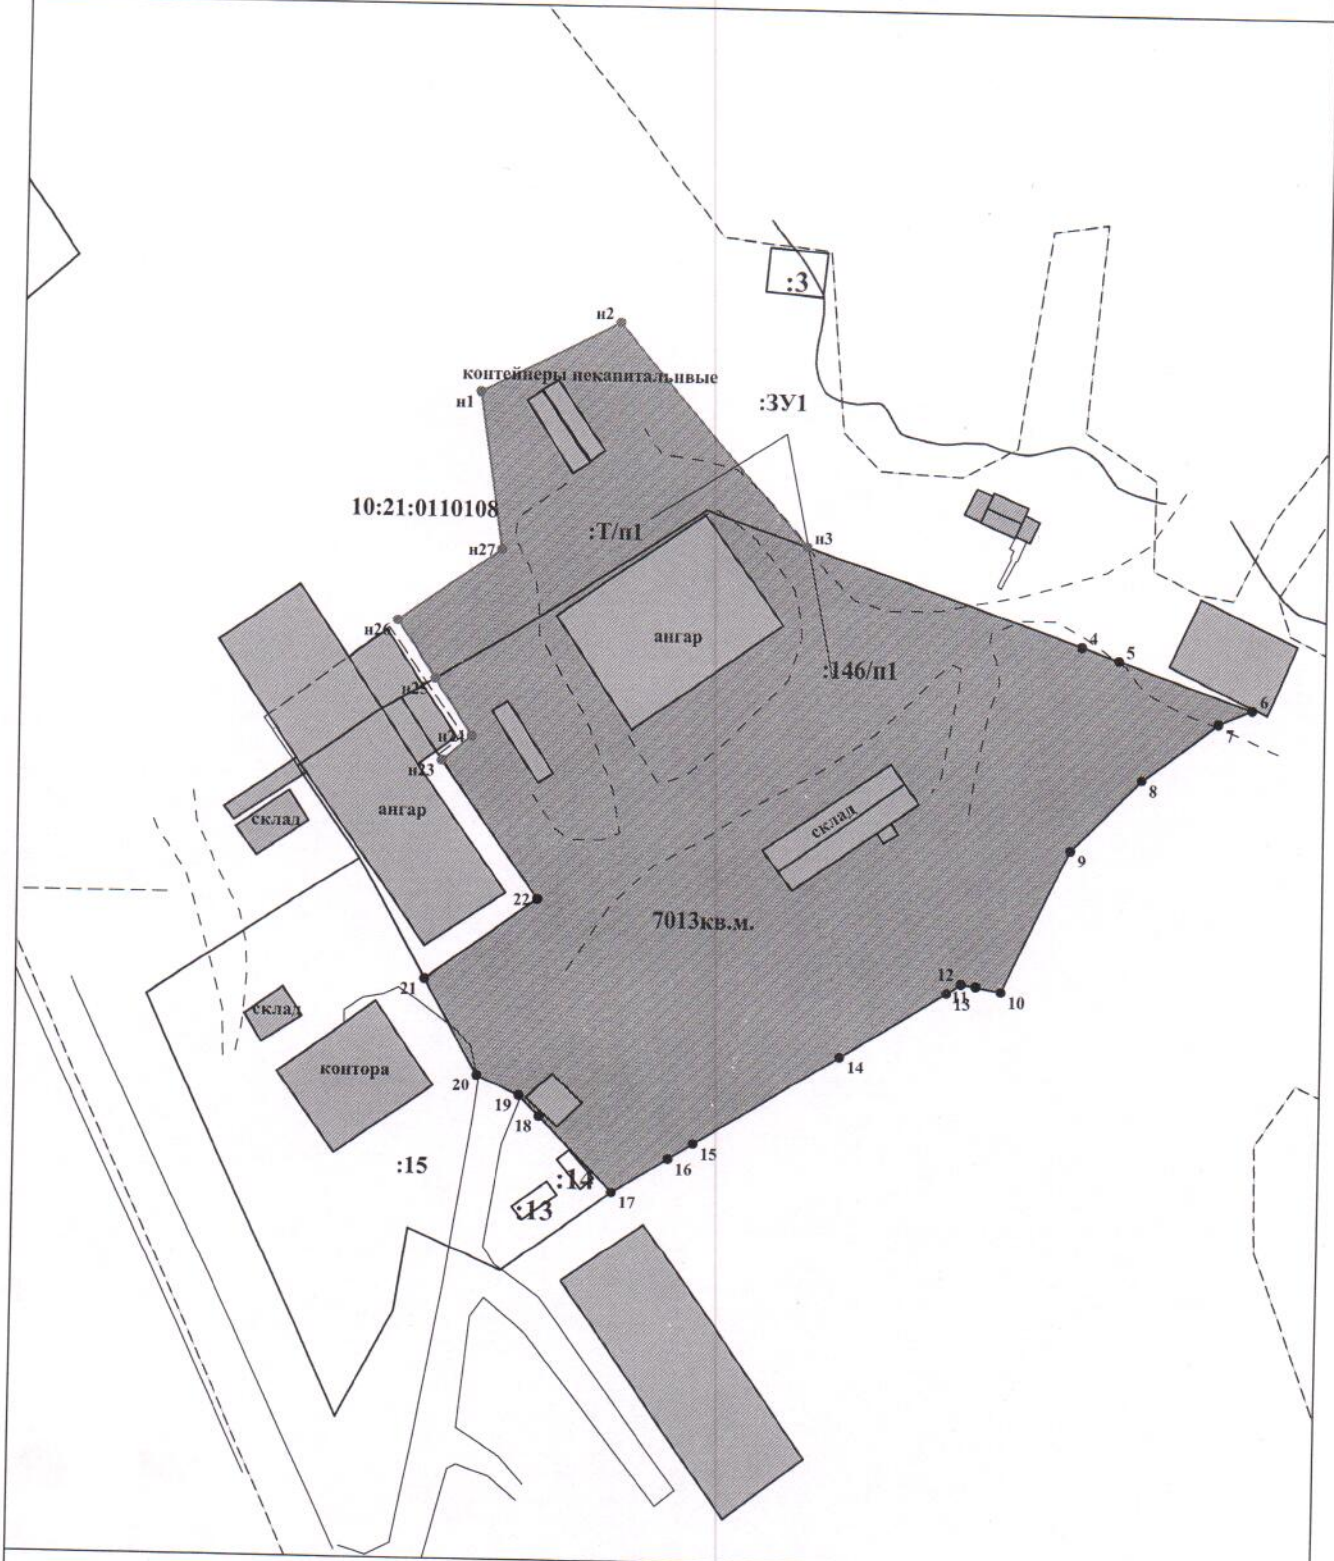 :3
н2
контейнеры некапитальнвые
н1
:ЗУ1
10:21:0110108
:Т/п1
н3
н27
н26
ангар
4
5
:146/п1
н25
6
7
н24
н23
8
ангар
склад
склад
9
22
7013кв.м.
21
12
11
13
10
склад
контора
20
14
19
18
15
16
:15
:14
17
:13